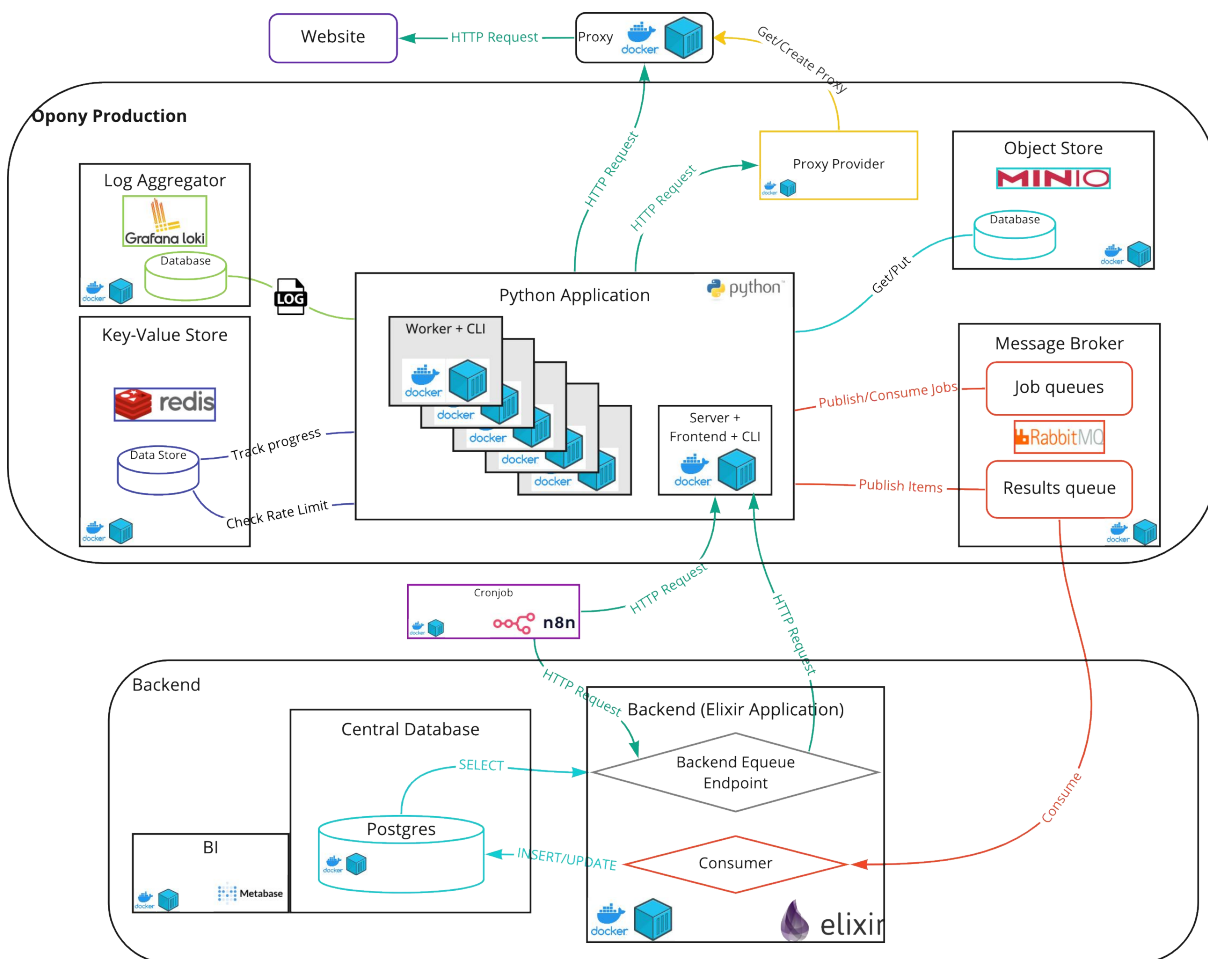 Website
HTTP Request
Proxy
docker
Get/Create Proxy
Opony Production
HTTP Request
HTTP Request
Proxy Provider
docker
Object Store
MINIO
Database
docker
Get/Put
Log Aggregator
Grafana loki
Database
docker
LOG
Key-Value Store
redis
Data Store
docker
Track progress
Check Rate Limit
Python Application
python
Worker + CLI
docker
docker
docker
docker
docker
Server +
Frontend + CLI
docker
Message Broker
Job queues
RabbitMQ
Results queue
docker
Publish/Consume Jobs
Publish Items
Cronjob
docker
n8n
HTTP Request
HTTP Request
HTTP Request
Consume
Backend
Central Database
SELECT
Postgres
docker
INSERT/UPDATE
BI
docker
Metabase
Backend (Elixir Application)
Backend Equeue
Endpoint
Consumer
docker
elixir